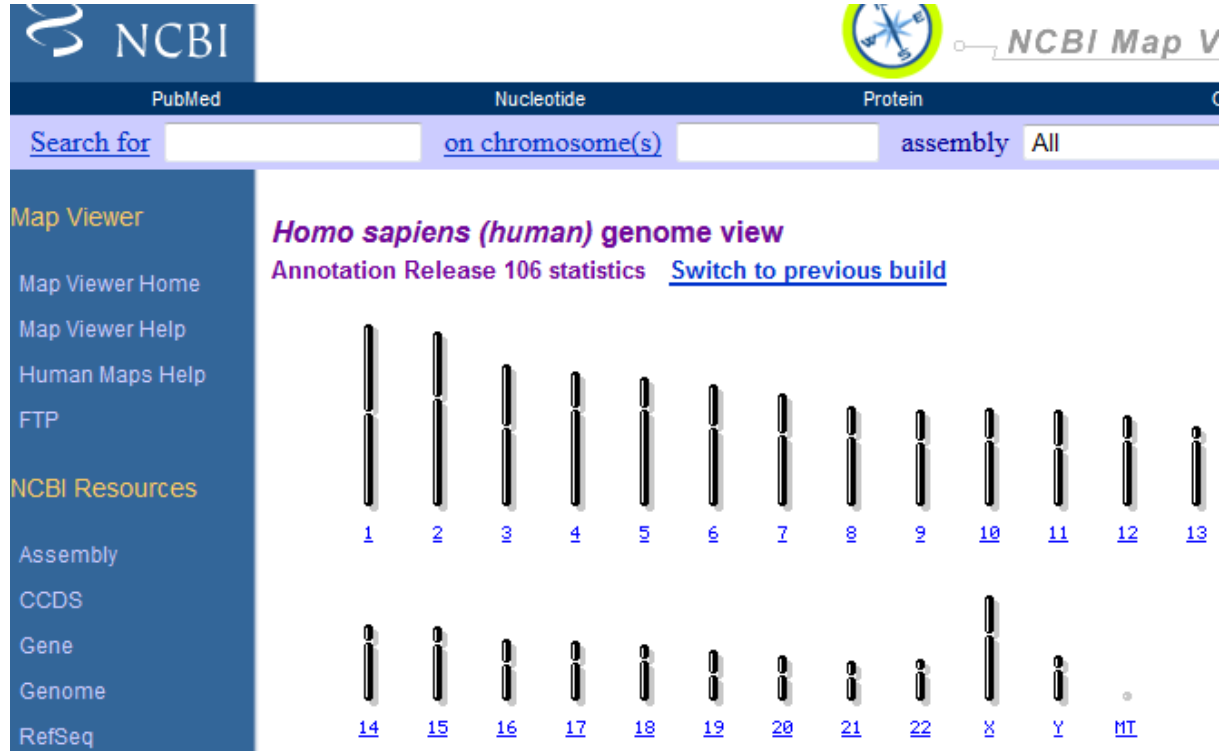 NCBI
NCBI Map V
PubMed Nucleotide Protein
Search for on chromosome(s) assembly All
Map Viewer
Map Viewer Home
Map Viewer Help
Human Maps Help
FTP
NCBI Resources
Assembly
CCDS
Gene
Genome
RefSeq
Homo sapiens (human) genome view
Annotation Release 106 statistics Switch to previous build
1 2 3 4 5 6 7 8 9 10 11 12 13
14 15 16 17 18 19 20 21 22 X Y MT